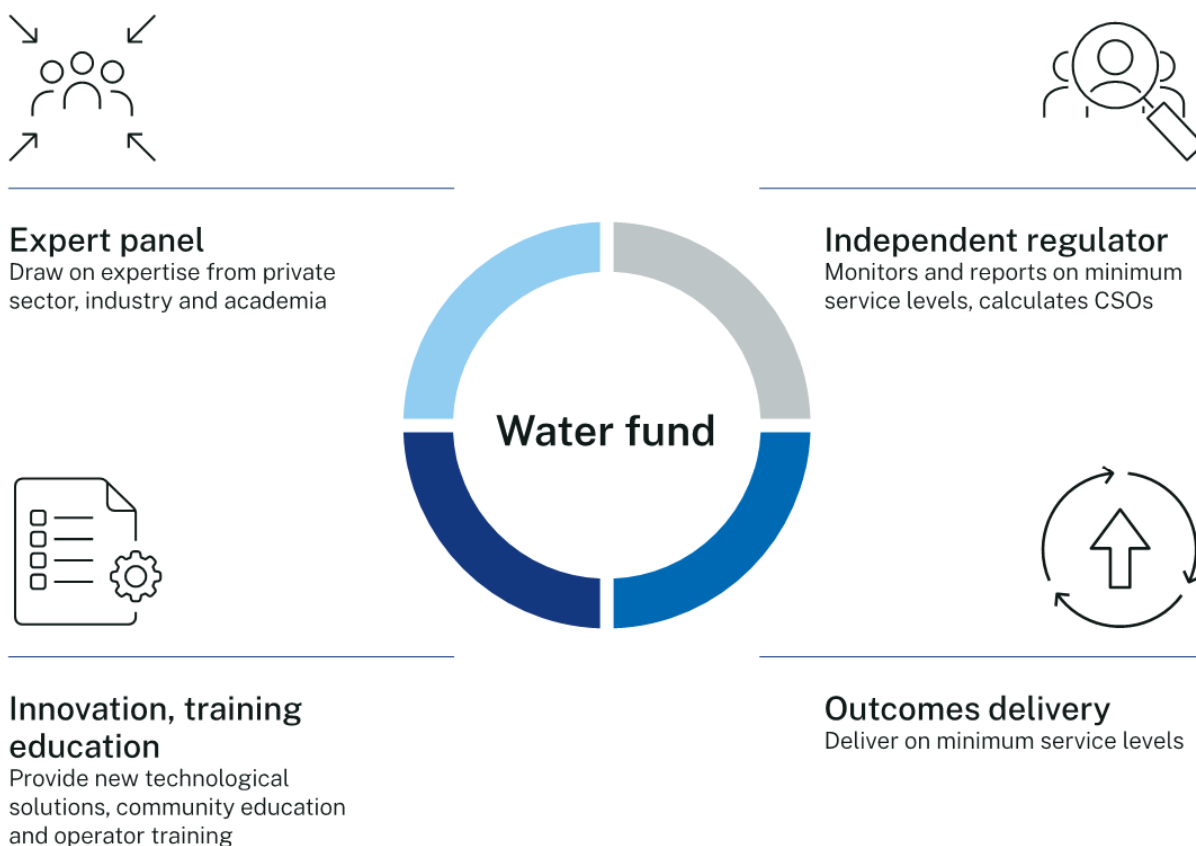 Expert panel
Draw on expertise from private
sector, industry and academia
Independent regulator
Monitors and reports on minimum
service levels, calculates CSOs
Water fund
Innovation, training
education
Provide new technological
solutions, community education
and operator training
Outcomes delivery
Deliver on minimum service levels